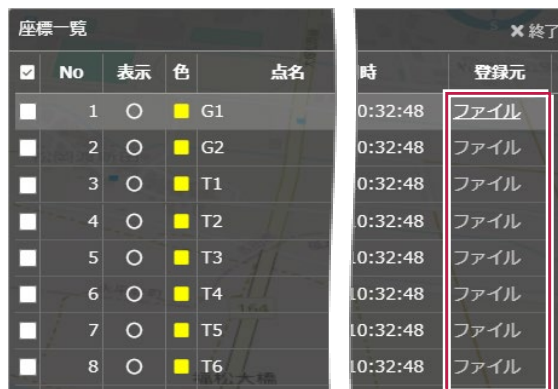 座標一覧 ✖終了
No 表示 色 点名 時 登録元
1 ○ G1 0:32:48 ファイル
2 ○ G2 0:32:48 ファイル
3 ○ T1 0:32:48 ファイル
4 ○ T2 10:32:48 ファイル
5 ○ T3 10:32:48 ファイル
6 ○ T4 10:32:48 ファイル
7 ○ T5 10:32:48 ファイル
8 ○ T6 10:32:48 ファイル